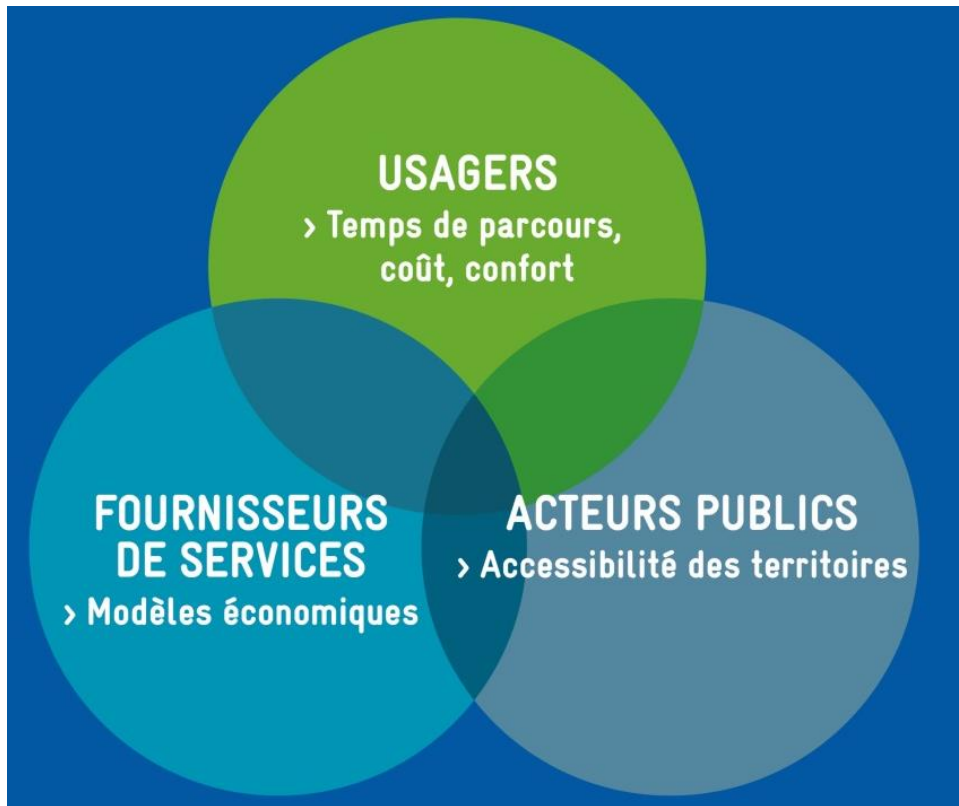 USAGERS
› Temps de parcours,
coût, confort
FOURNISSEURS
DE SERVICES
› Modèles économiques
ACTEURS PUBLICS
› Accessibilité des territoires